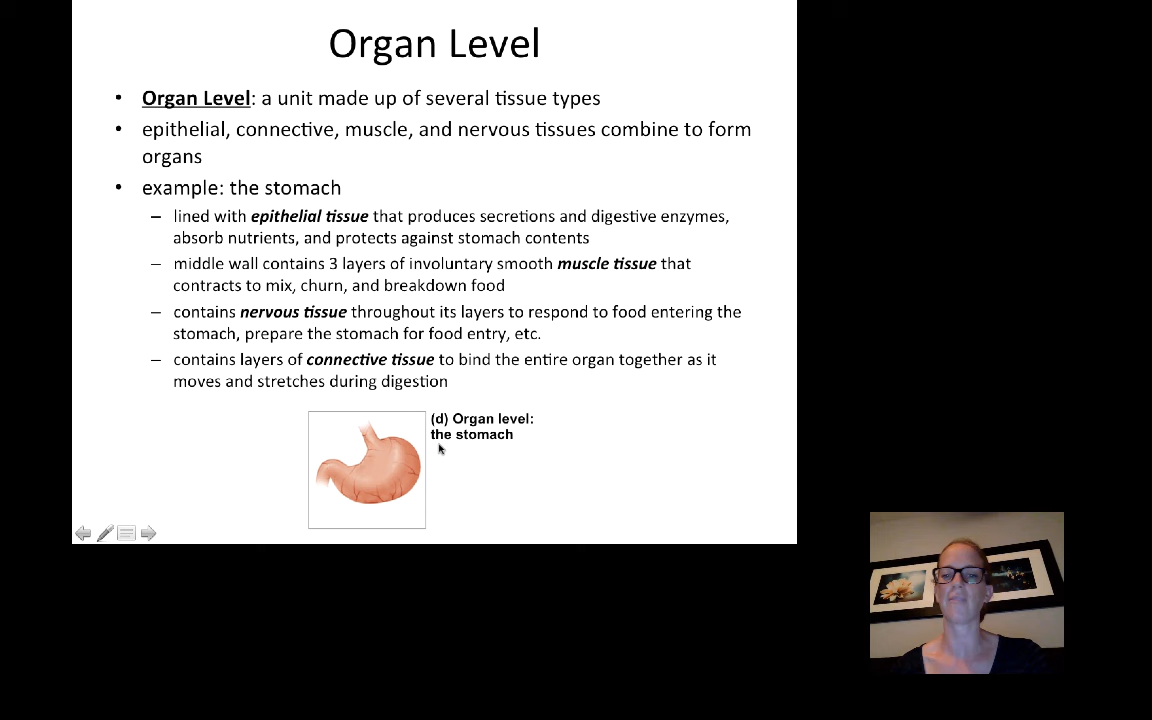 Organ Level
• Organ Level: a unit made up of several tissue types
• epithelial, connective, muscle, and nervous tissues combine to form
organs
• example: the stomach
– lined with epithelial tissue that produces secretions and digestive enzymes,
absorb nutrients, and protects against stomach contents
– middle wall contains 3 layers of involuntary smooth muscle tissue that
contracts to mix, churn, and breakdown food
– contains nervous tissue throughout its layers to respond to food entering the
stomach, prepare the stomach for food entry, etc.
– contains layers of connective tissue to bind the entire organ together as it
moves and stretches during digestion
(d) Organ level:
the stomach